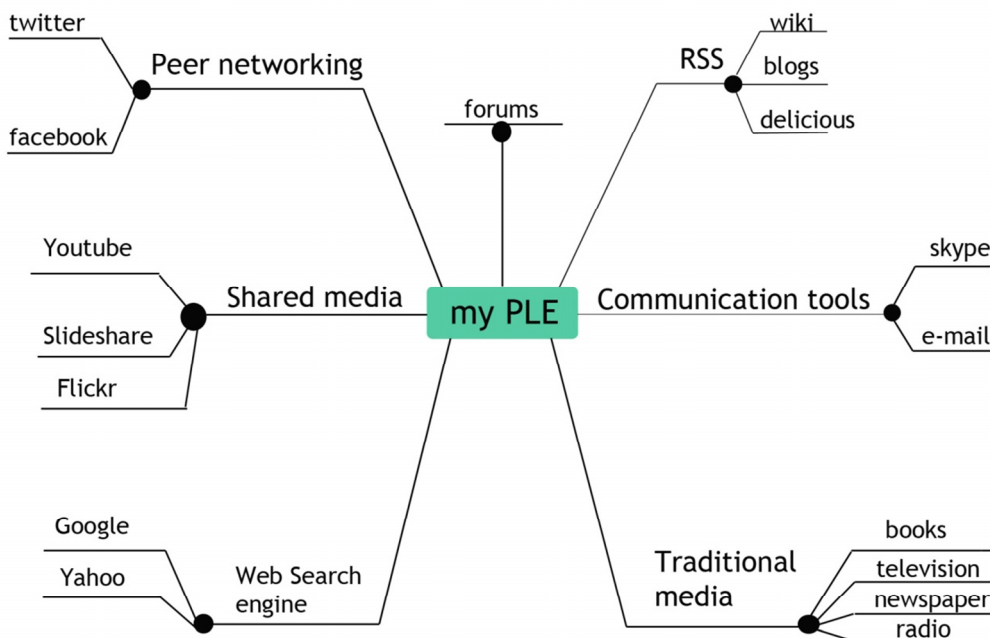 twitter
Peer networking
facebook
forums
RSS
wiki
blogs
delicious
Youtube
Shared media
Slideshare
Flickr
my PLE
Communication tools
skype
e-mail
Google
Yahoo
Web Search
engine
Traditional
media
books
television
newspaper
radio